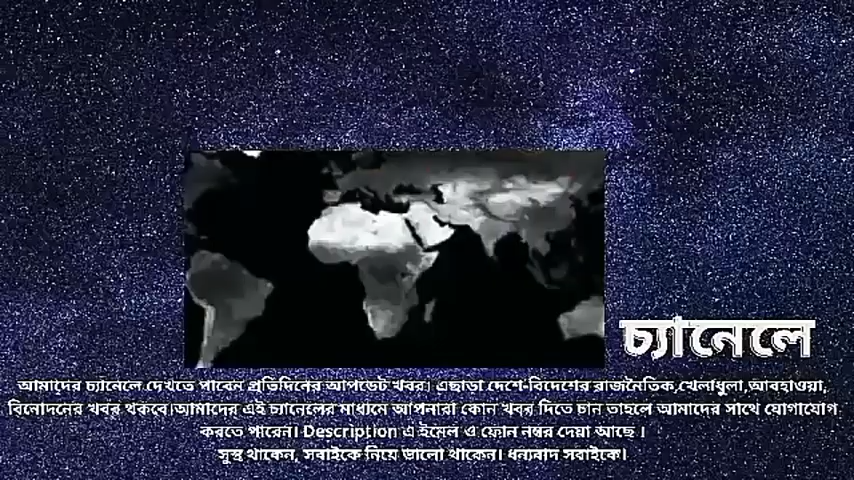 চ্যানেলে
আমাদের চ্যানেলে দেখতে পাবেন প্রতিদিনের আপডেট খবর। এছাড়া দেশে-বিদেশের রাজনৈতিক,খেলাধুলা,আবহাওয়া,
বিনোদনের খবর থকবে।আমাদের এই চ্যানেলের মাধ্যমে আপনারা কোন খবর দিতে চান তাহলে আমাদের সাথে যোগাযোগ
করতে পারেন। Description এ ইমেল ও ফোন নম্বর দেয়া আছে ।
সুস্থ থাকেন, সবাইকে নিয়ে ভালো থাকেন। ধন্যবাদ সবাইকে।